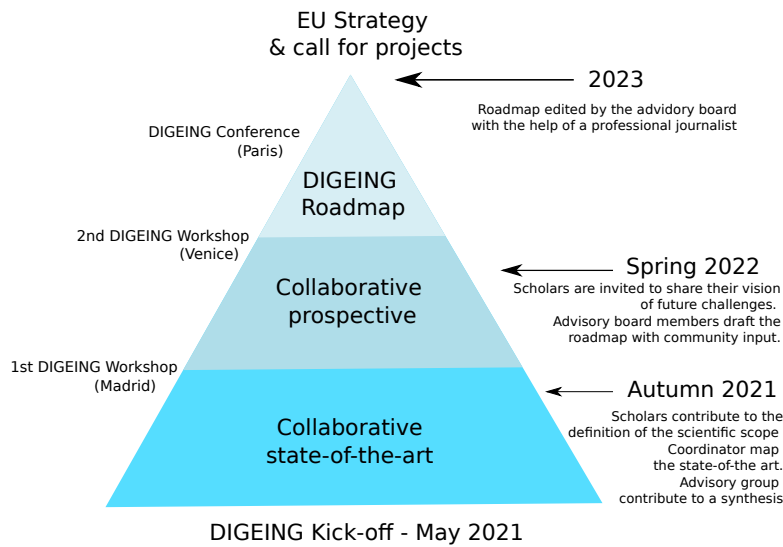 EU Strategy
& call for projects
2023
Roadmap edited by the advidory board
with the help of a professional journalist
DIGEING Conference
(Paris)
DIGEING
Roadmap
2nd DIGEING Workshop
(Venice)
Spring 2022
Scholars are invited to share their vision
of future challenges.
Advisory board members draft the
roadmap with community input.
Collaborative
prospective
1st DIGEING Workshop
(Madrid)
Autumn 2021
Scholars contribute to the
definition of the scientific scope
Coordinator map
the state-of-the art.
Advisory group
contribute to a synthesis
Collaborative
state-of-the-art
DIGEING Kick-off - May 2021